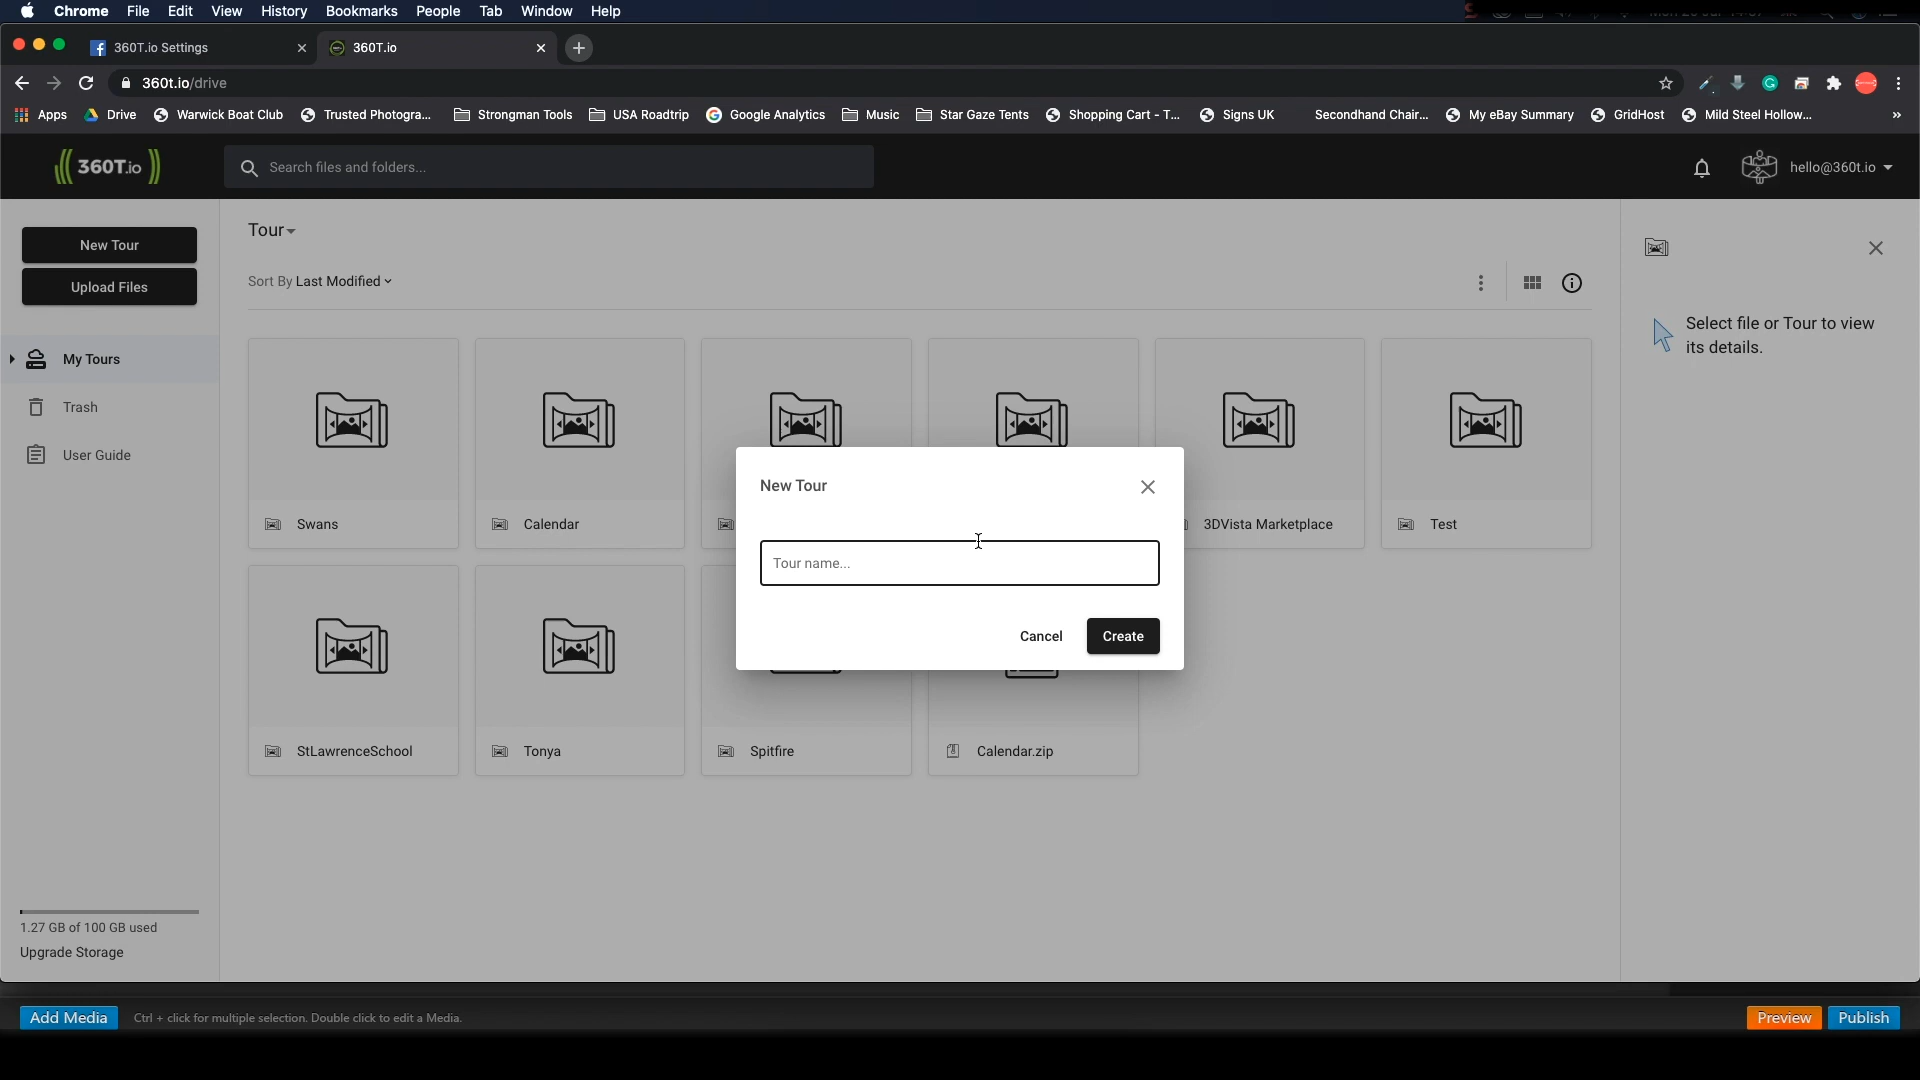 Chrome File Edit View History Bookmarks People Tab Window Help
360T.io Settings 360T.io
360t.io/drive
Apps Drive Warwick Boat Club Trusted Photogra... Strongman Tools USA Roadtrip Google Analytics Music Star Gaze Tents Shopping Cart - T... Signs UK Secondhand Chair... My eBay Summary GridHost Mild Steel Hollow... »
360T.io Search files and folders... hello@360t.io
New Tour
Upload Files
My Tours
Trash
User Guide
1.27 GB of 100 GB used
Upgrade Storage
Tour
Sort By Last Modified
Swans Calendar 3DVista Marketplace Test
StLawrenceSchool Tonya Spitfire Calendar.zip
New Tour
Tour name...
Cancel Create
Select file or Tour to view
its details.
Add Media Ctrl + click for multiple selection. Double click to edit a Media. Preview Publish